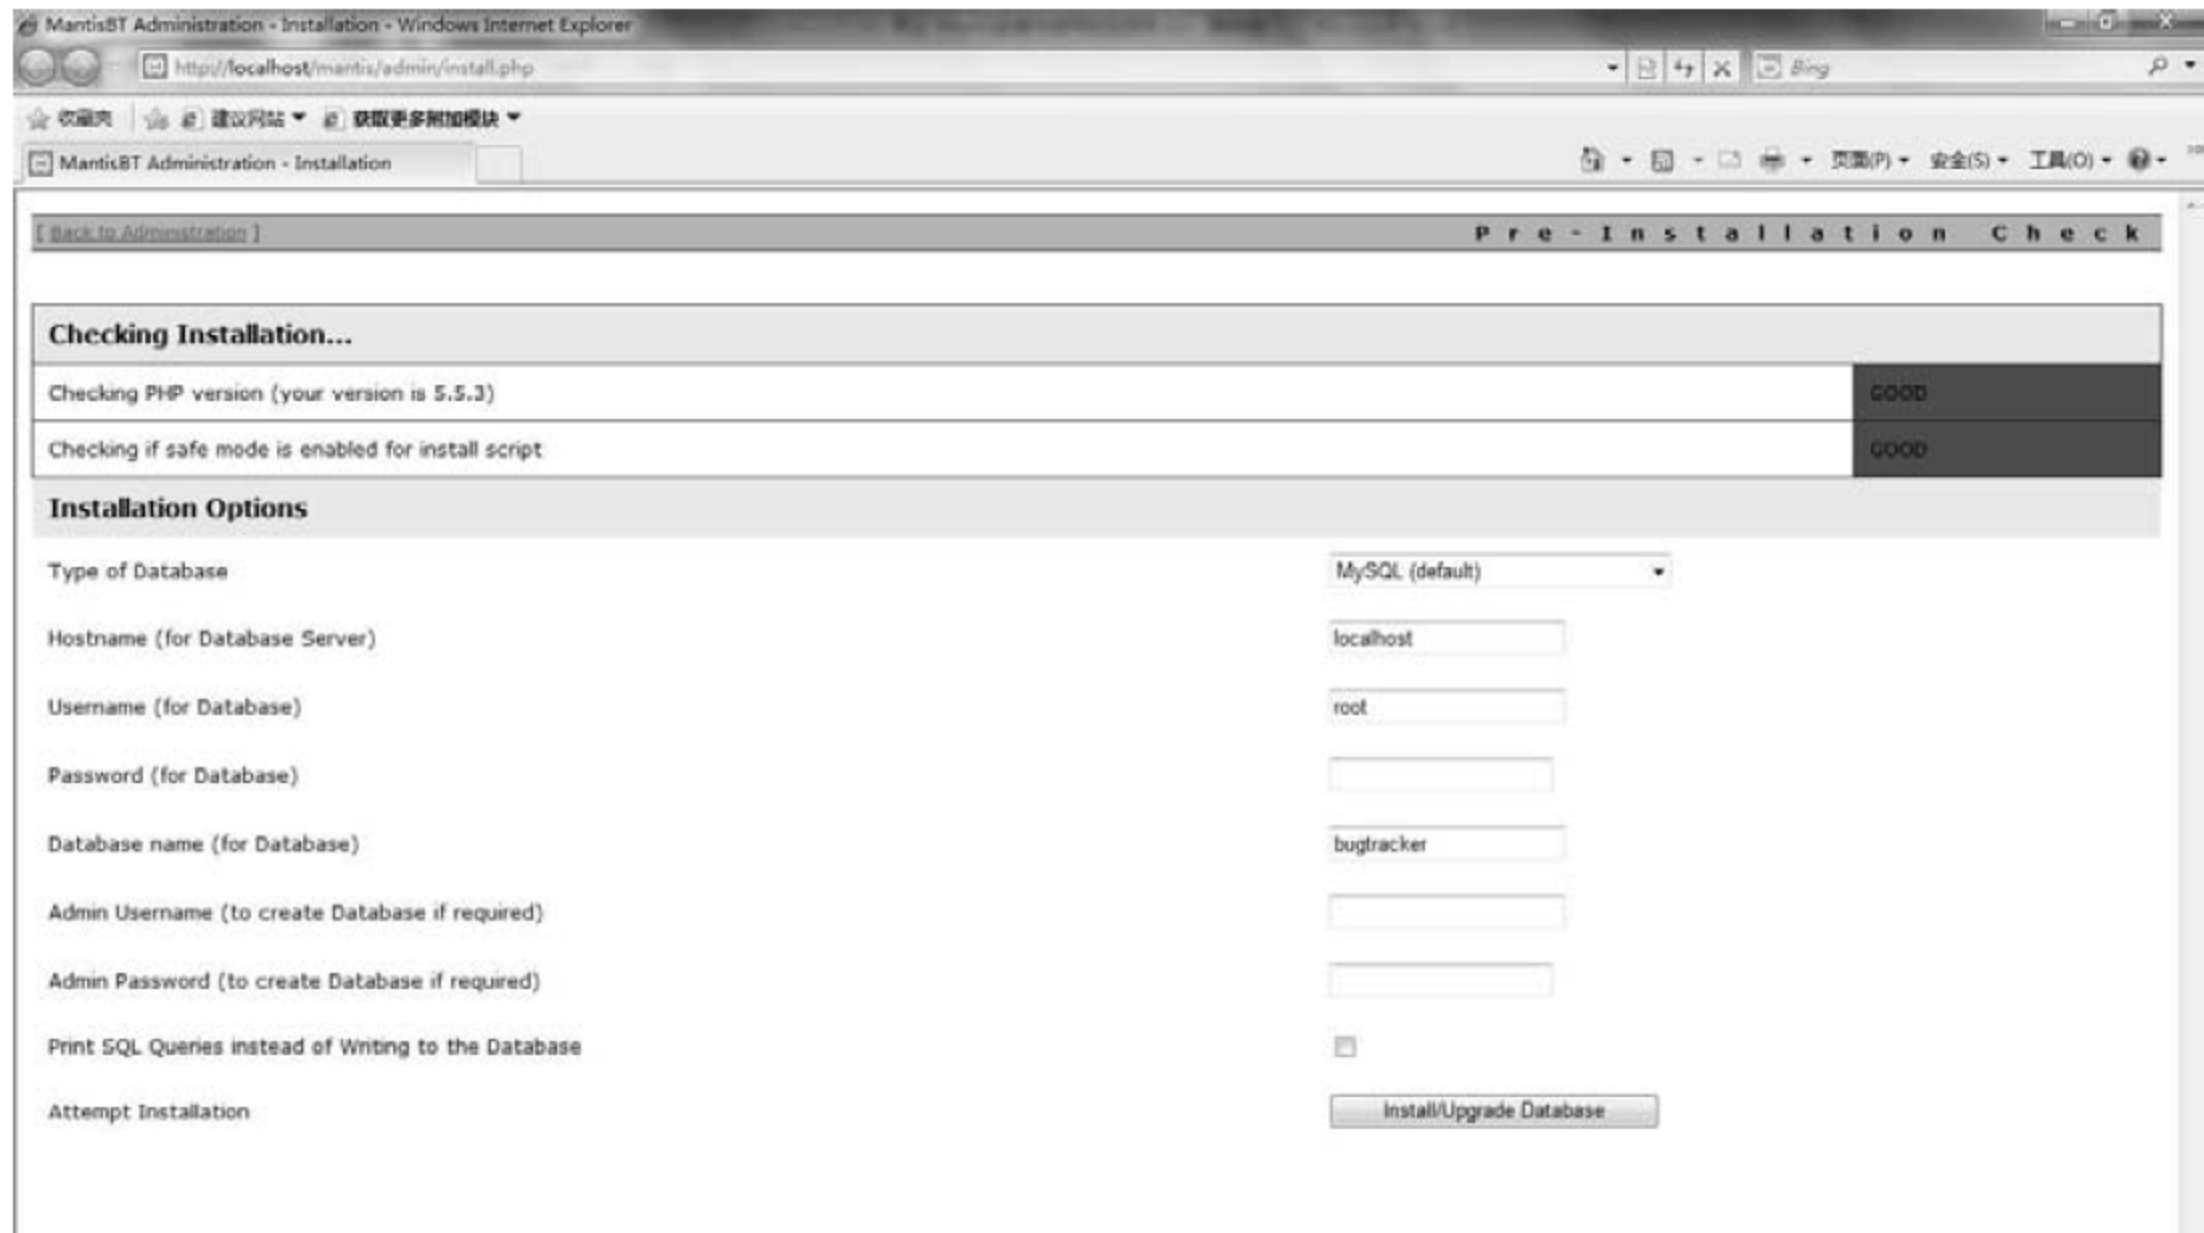 MantisBT Administration - Installation - Windows Internet Explorer
http://localhost/mantis/admin/install.php
Bing
收藏夹 建议网站 获取更多附加模块
MantisBT Administration - Installation 页面(P) 安全(S) 工具(O)
[ Back to Administration ] Pre-Installation Check
Checking Installation...
Checking PHP version (your version is 5.5.3) GOOD
Checking if safe mode is enabled for install script GOOD
Installation Options
Type of Database MySQL (default)
Hostname (for Database Server) localhost
Username (for Database) root
Password (for Database)
Database name (for Database) bugtracker
Admin Username (to create Database if required)
Admin Password (to create Database if required)
Print SQL Queries instead of Writing to the Database
Attempt Installation Install/Upgrade Database